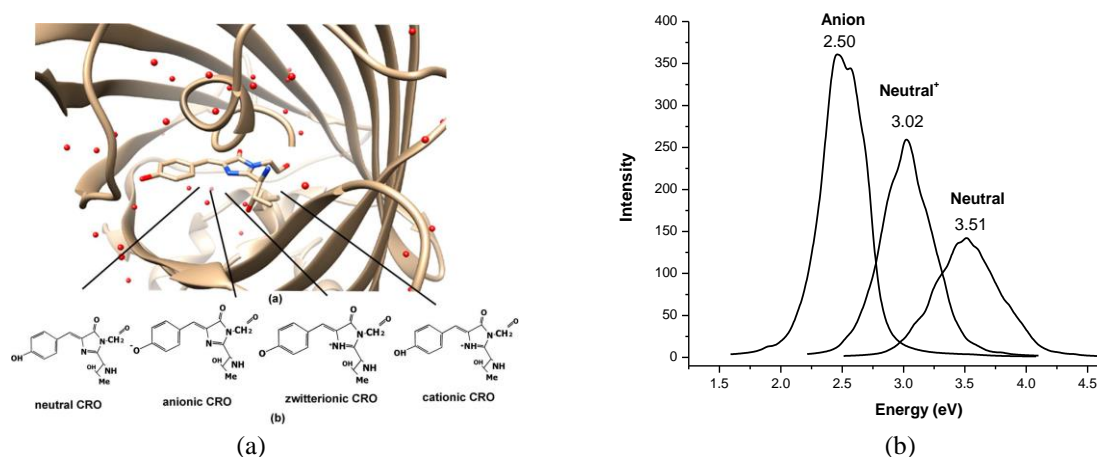 (a)
O
N-CH₂
O
N
OH
OH
NH
Me
neutral CRO
O
N-CH₂
O
⁻O
N
OH
NH
Me
anionic CRO
O
N-CH₂
O
O
⁺NH
OH
NH
Me
zwitterionic CRO
O
N-CH₂
O
OH
⁺NH
OH
NH
Me
cationic CRO
(b)
(a)
Anion
2.50
Neutral⁺
3.02
Neutral
3.51
Intensity
400
350
300
250
200
150
100
50
0
1.5 2.0 2.5 3.0 3.5 4.0 4.5
Energy (eV)
(b)